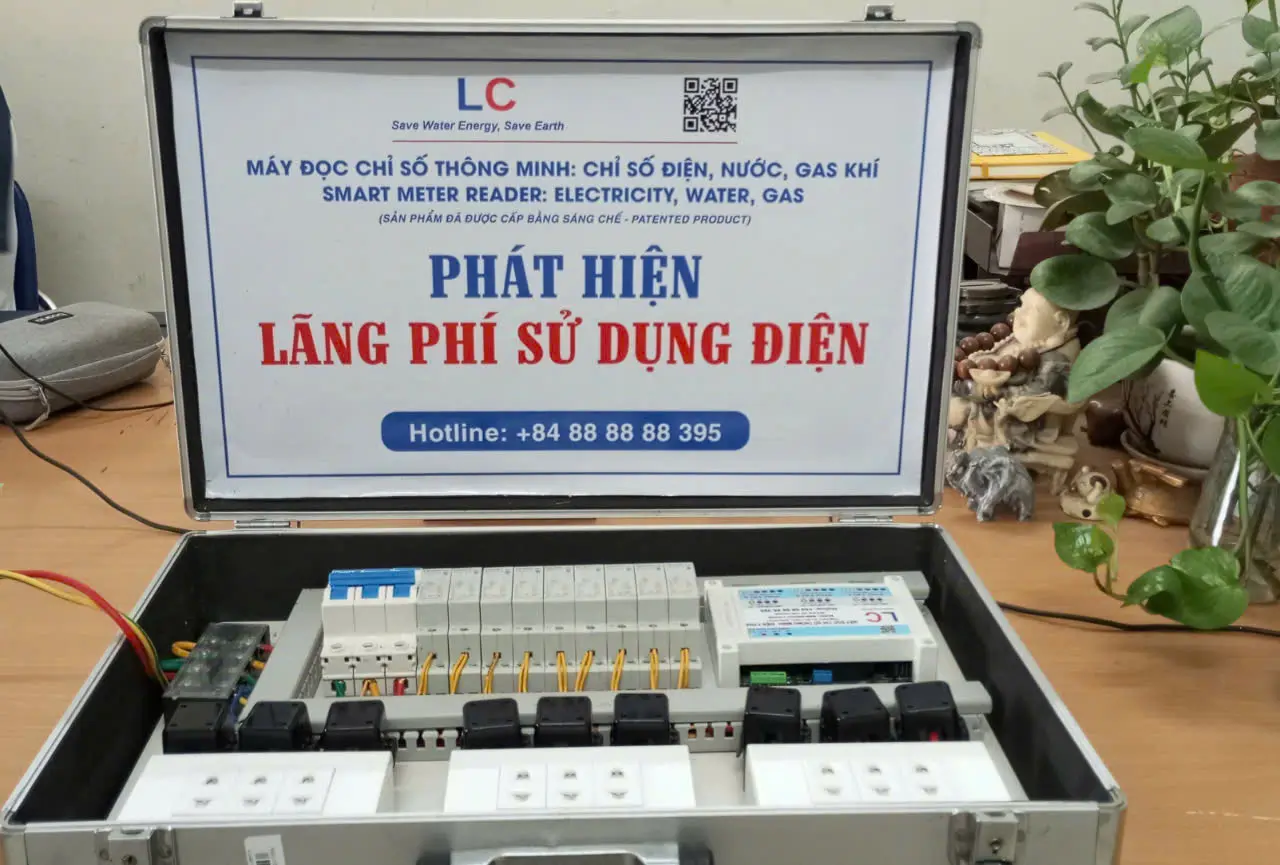 LC
Save Water Energy, Save Earth
MÁY ĐỌC CHỈ SỐ THÔNG MINH: CHỈ SỐ ĐIỆN, NƯỚC, GAS KHÍ
SMART METER READER: ELECTRICITY, WATER, GAS
(SẢN PHẨM ĐÃ ĐƯỢC CẤP BẰNG SÁNG CHẾ - PATENTED PRODUCT)
PHÁT HIỆN
LÃNG PHÍ SỬ DỤNG ĐIỆN
Hotline: +84 88 88 88 395
LC